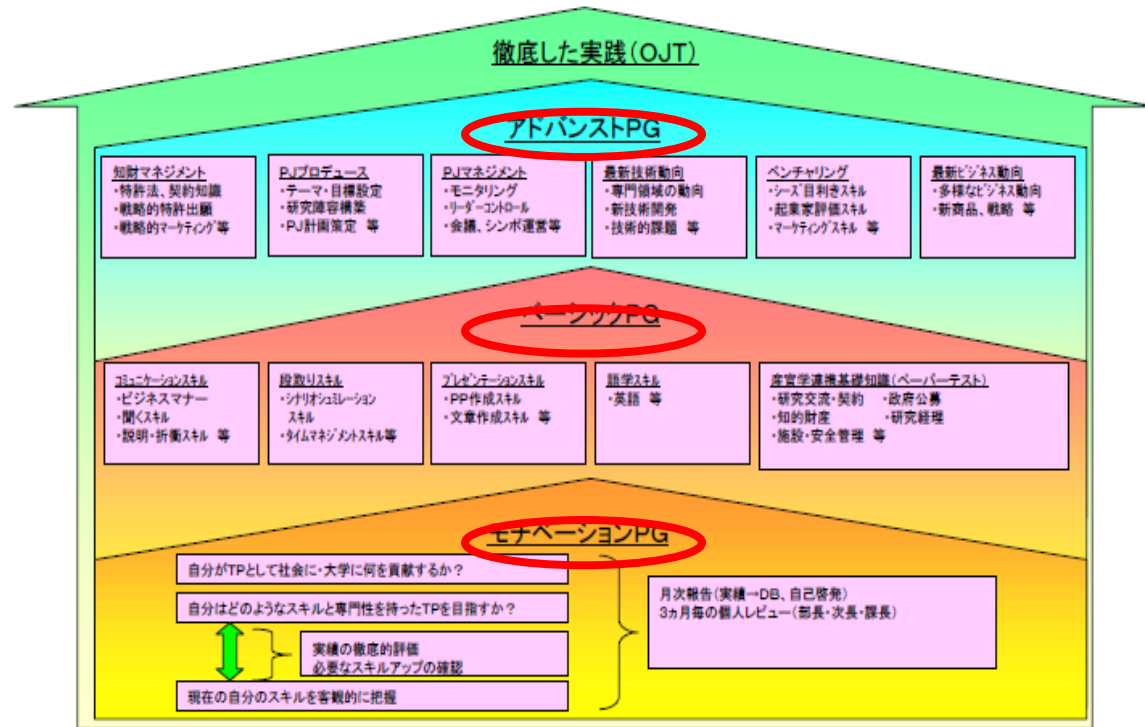 徹底した実践(OJT)
アドバンストPG
知財マネジメント
・特許法、契約知識
・戦略的特許出願
・戦略的マーケティング等
PJプロデュース
・テーマ・目標設定
・研究陣容構築
・PJ計画策定 等
PJマネジメント
・モニタリング
・リーダーコントロール
・会議、シンポ運営等
最新技術動向
・専門領域の動向
・新技術開発
・技術的課題 等
ベンチャリング
・シーズ目利きスキル
・起業家評価スキル
・マーケティングスキル 等
最新ビジネス動向
・多様なビジネス動向
・新商品、戦略 等
ベーシックPG
コミュニケーションスキル
・ビジネスマナー
・聞くスキル
・説明・折衝スキル 等
段取りスキル
・シナリオシュミレーション
スキル
・タイムマネジメントスキル等
プレゼンテーションスキル
・PP作成スキル
・文章作成スキル 等
語学スキル
・英語 等
産官学連携基礎知識(ペーパーテスト)
・研究交流・契約 ・政府公募
・知的財産 ・研究経理
・施設・安全管理 等
モチベーションPG
自分がTPとして社会に・大学に何を貢献するか？
自分はどのようなスキルと専門性を持ったTPを目指すか？
実績の徹底的評価
必要なスキルアップの確認
現在の自分のスキルを客観的に把握
月次報告(実績→DB、自己啓発)
3ヵ月毎の個人レビュー(部長・次長・課長)